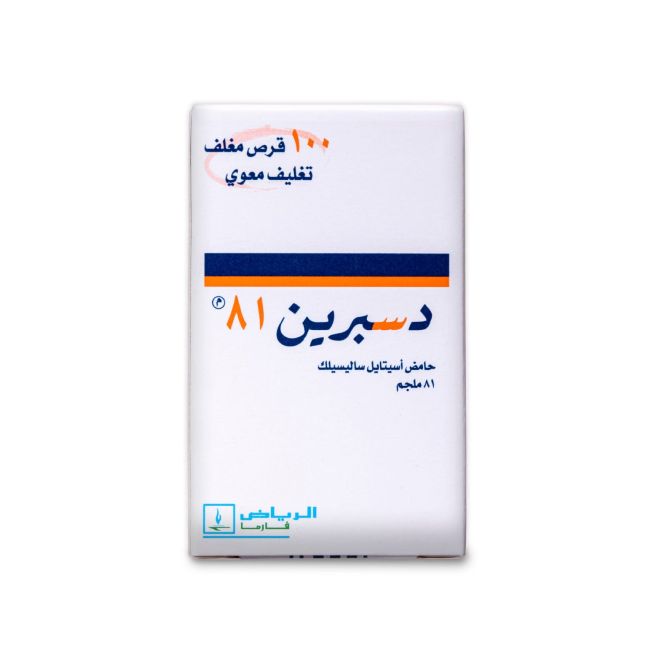 ١٠٠ قرص مغلف
تغليف معوي
دسبرين ٨١ ®
حامض أسيتايل ساليسيلك
٨١ ملجم
الرياض
فارما